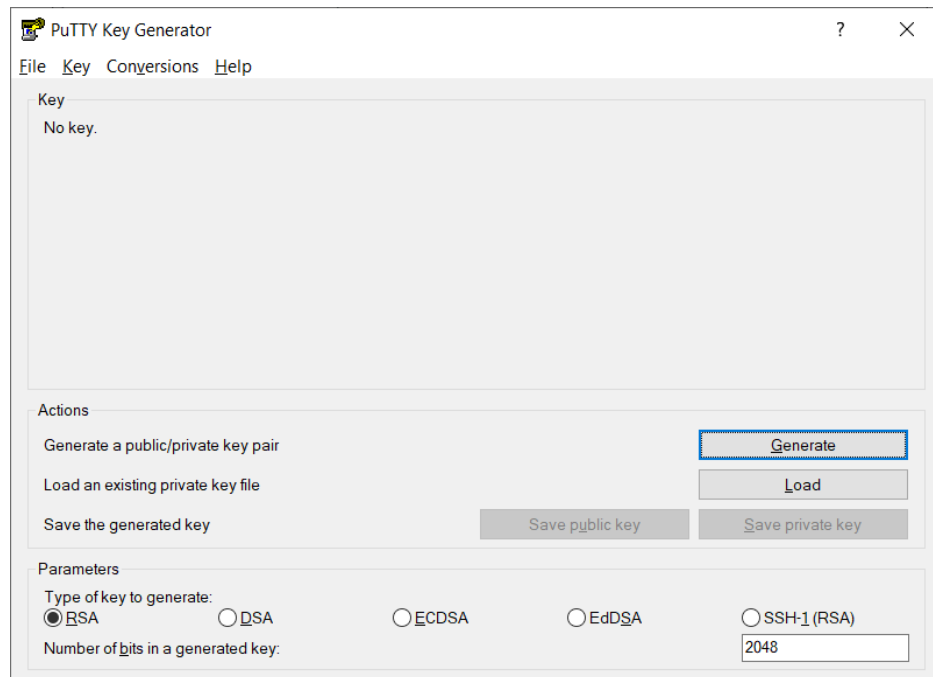 PuTTY Key Generator ?
File Key Conversions Help
Key
No key.
Actions
Generate a public/private key pair Generate
Load an existing private key file Load
Save the generated key Save public key Save private key
Parameters
Type of key to generate:
RSA DSA ECDSA EdDSA SSH-1 (RSA)
Number of bits in a generated key: 2048